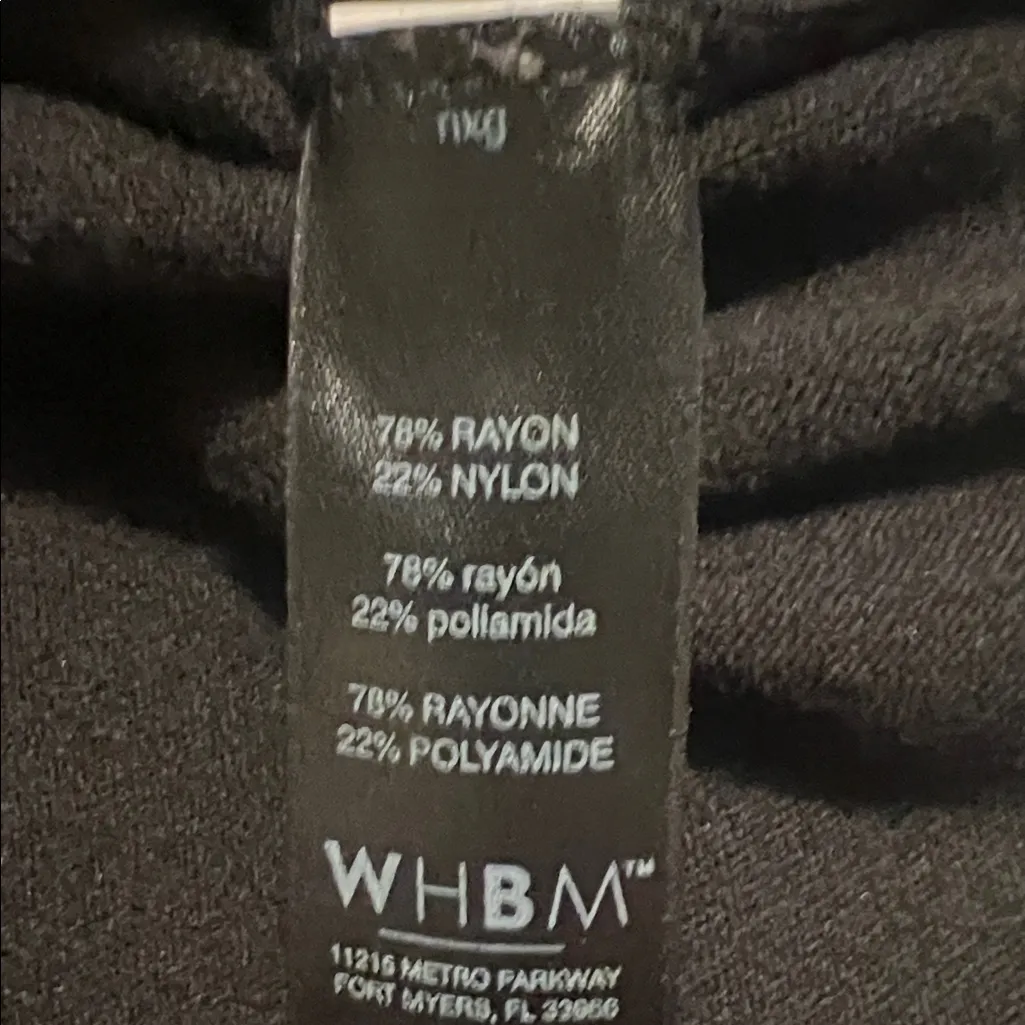 nxg
78% RAYON
22% NYLON
78% rayón
22% poliamida
78% RAYONNE
22% POLYAMIDE
WHBM™
11215 METRO PARKWAY
FORT MYERS, FL 33966